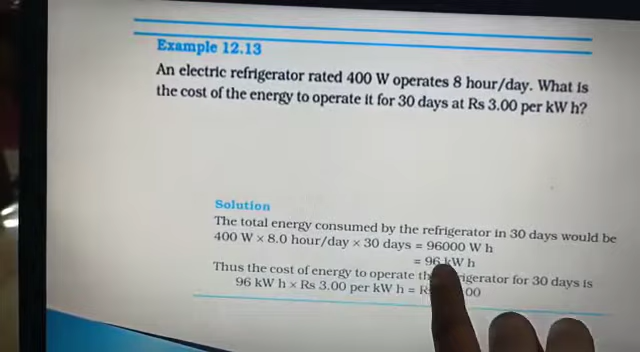 Example 12.13
An electric refrigerator rated 400 W operates 8 hour/day. What is
the cost of the energy to operate it for 30 days at Rs 3.00 per kW h?
Solution
The total energy consumed by the refrigerator in 30 days would be
400 W × 8.0 hour/day × 30 days = 96000 W h
= 96 kW h
Thus the cost of energy to operate for 30 days is
96 kW h × Rs 3.00 per kW h =